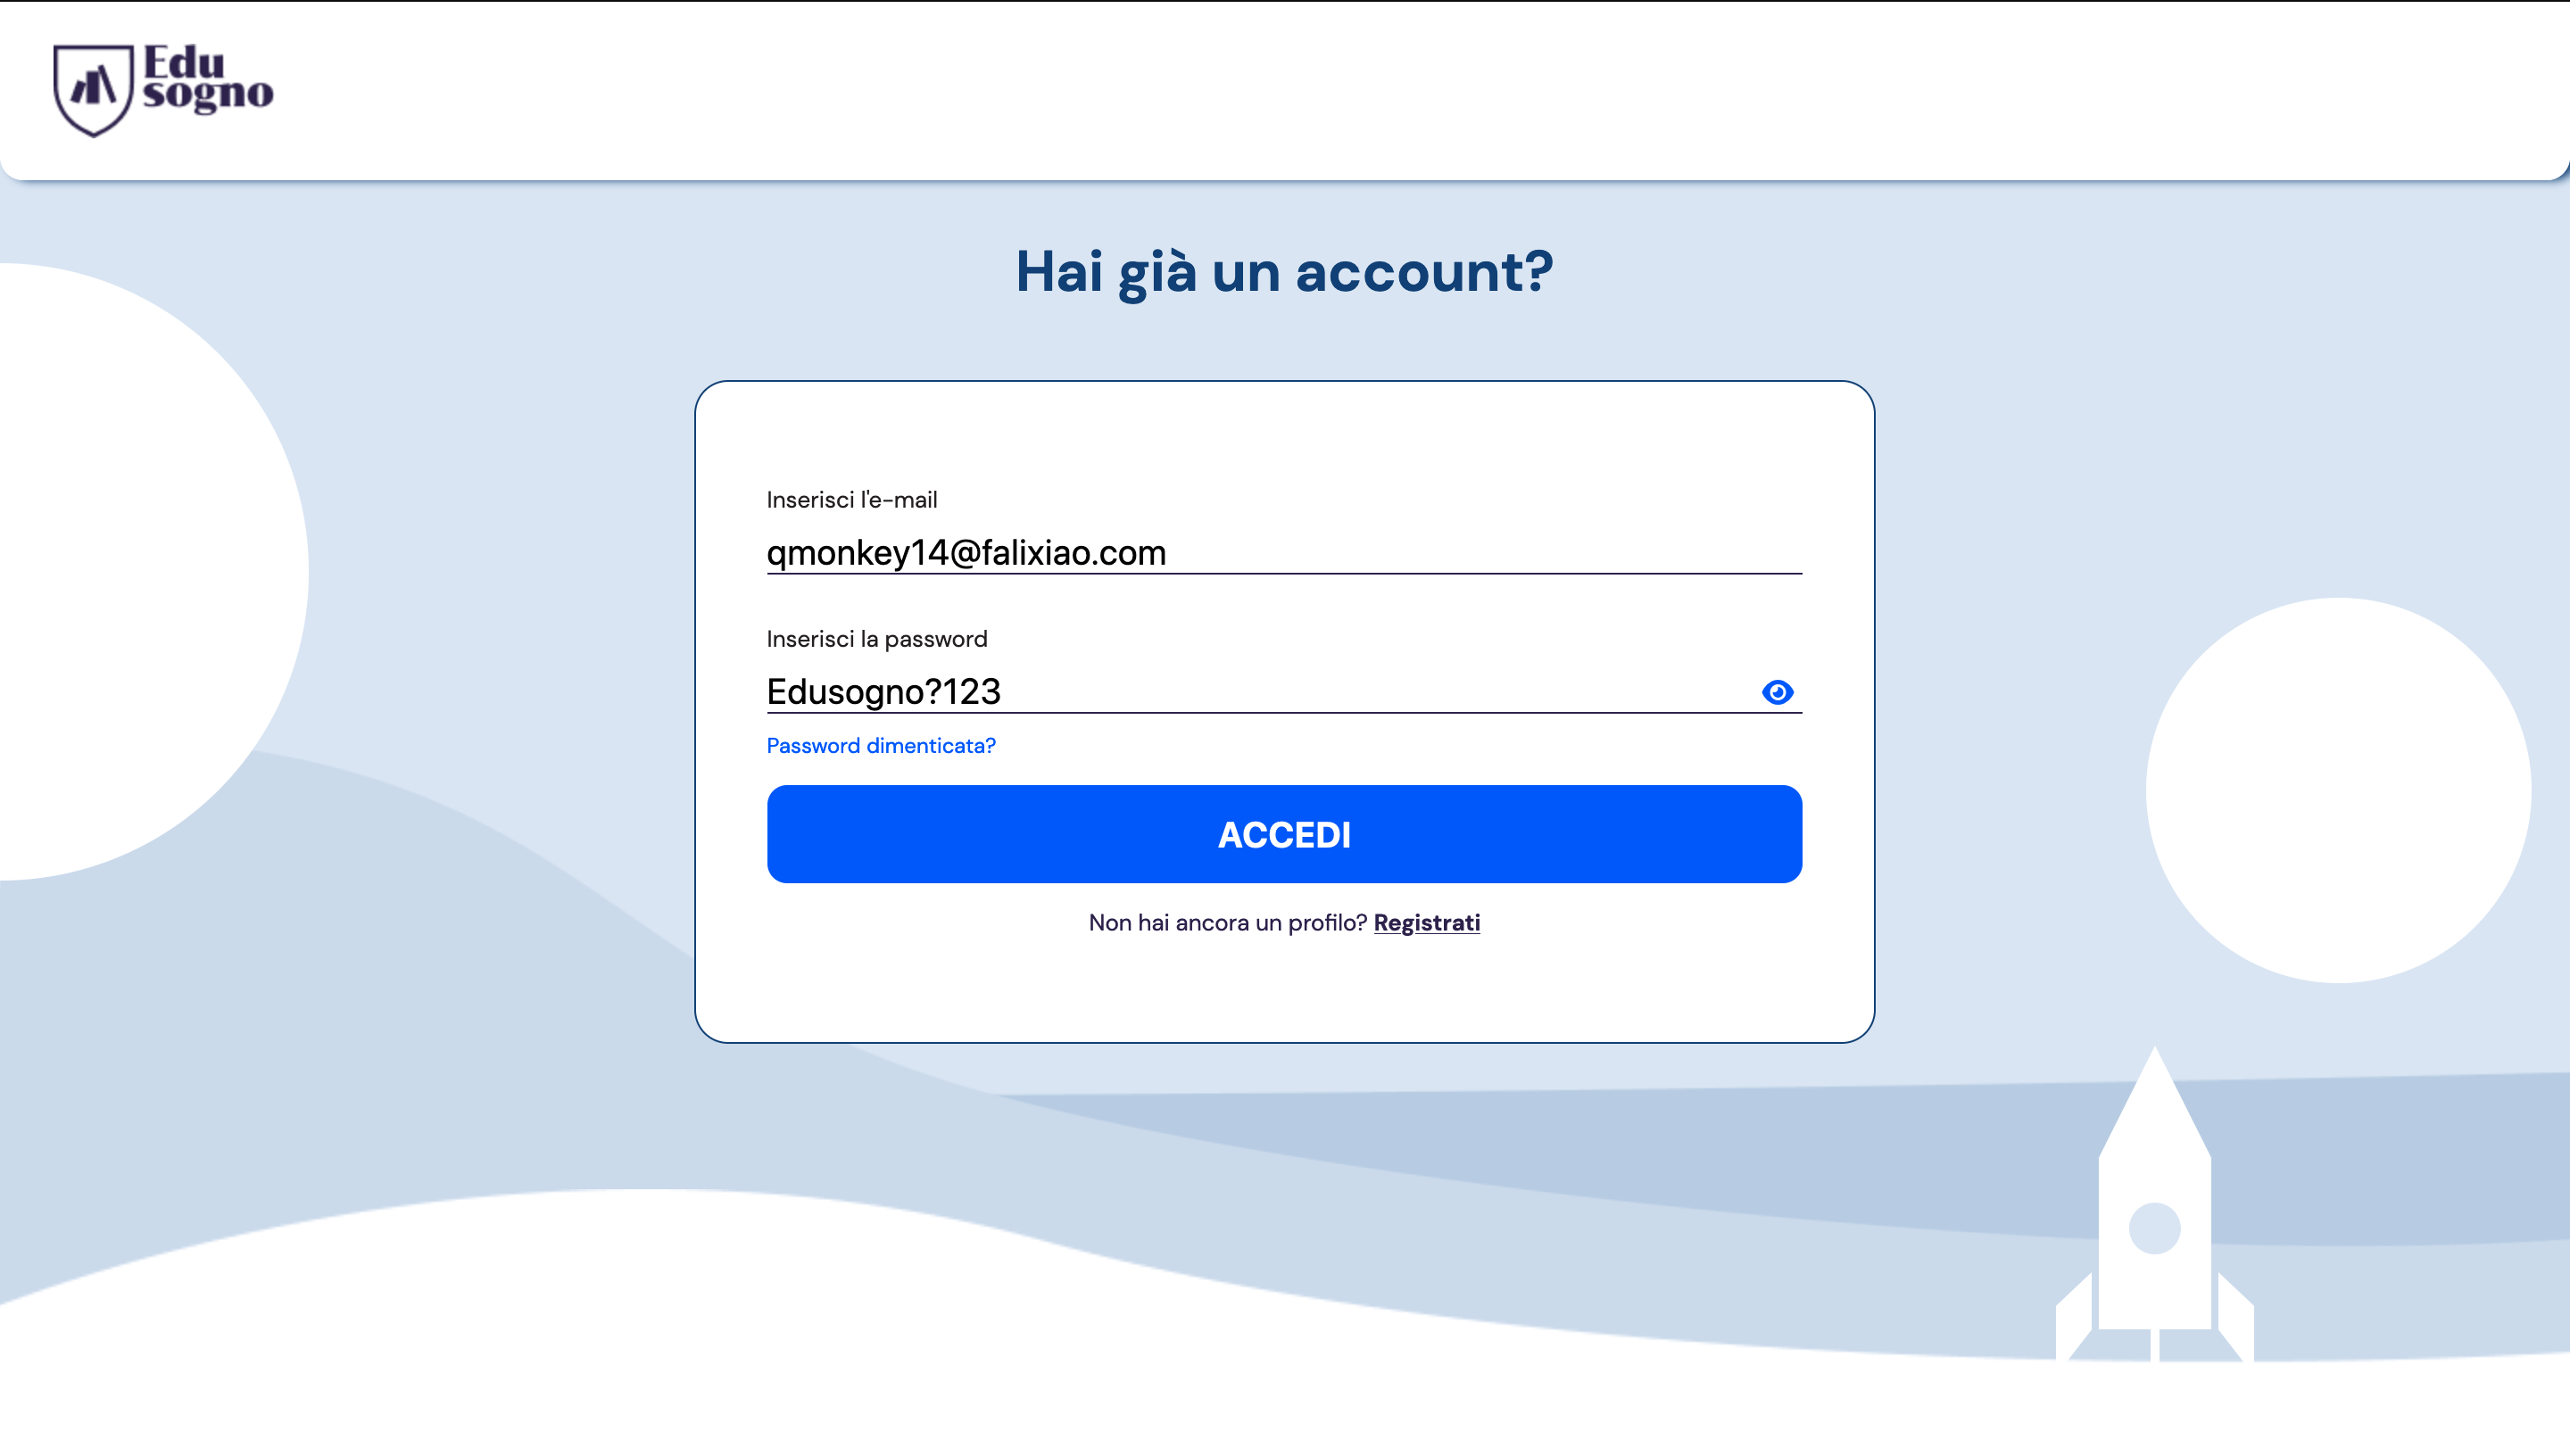 Edu
sogno
Hai già un account?
Inserisci l'e-mail
qmonkey14@falixiao.com
Inserisci la password
Edusogno?123
Password dimenticata?
ACCEDI
Non hai ancora un profilo? Registrati